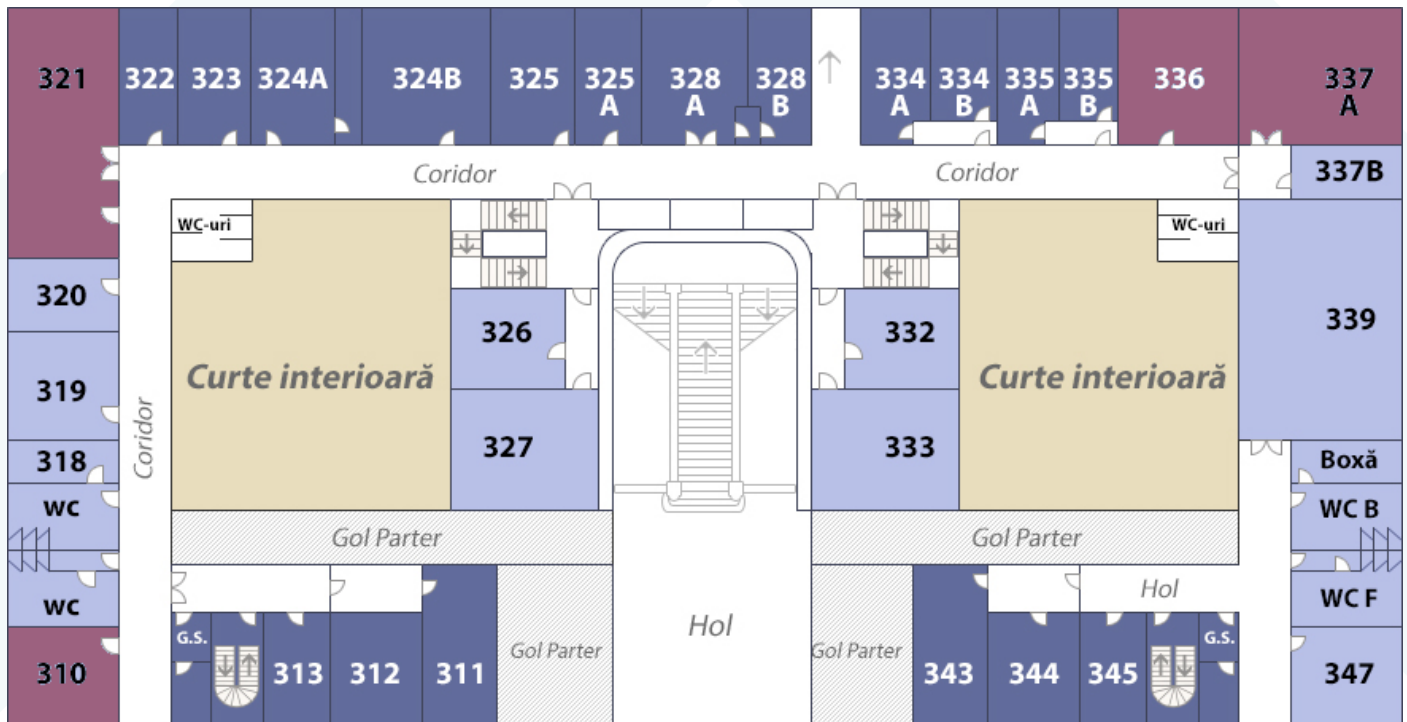 321
322
323
324A
324B
325
325
A
328
A
328
B
334
A
334
B
335
A
335
B
336
337
A
Coridor
Coridor
337B
WC-uri
WC-uri
320
326
332
339
319
Curte interioară
Curte interioară
Coridor
327
333
318
Boxă
WC
WC B
Gol Parter
Gol Parter
WC
Hol
Hol
WC F
G.S.
G.S.
Gol Parter
Gol Parter
310
313
312
311
343
344
345
347